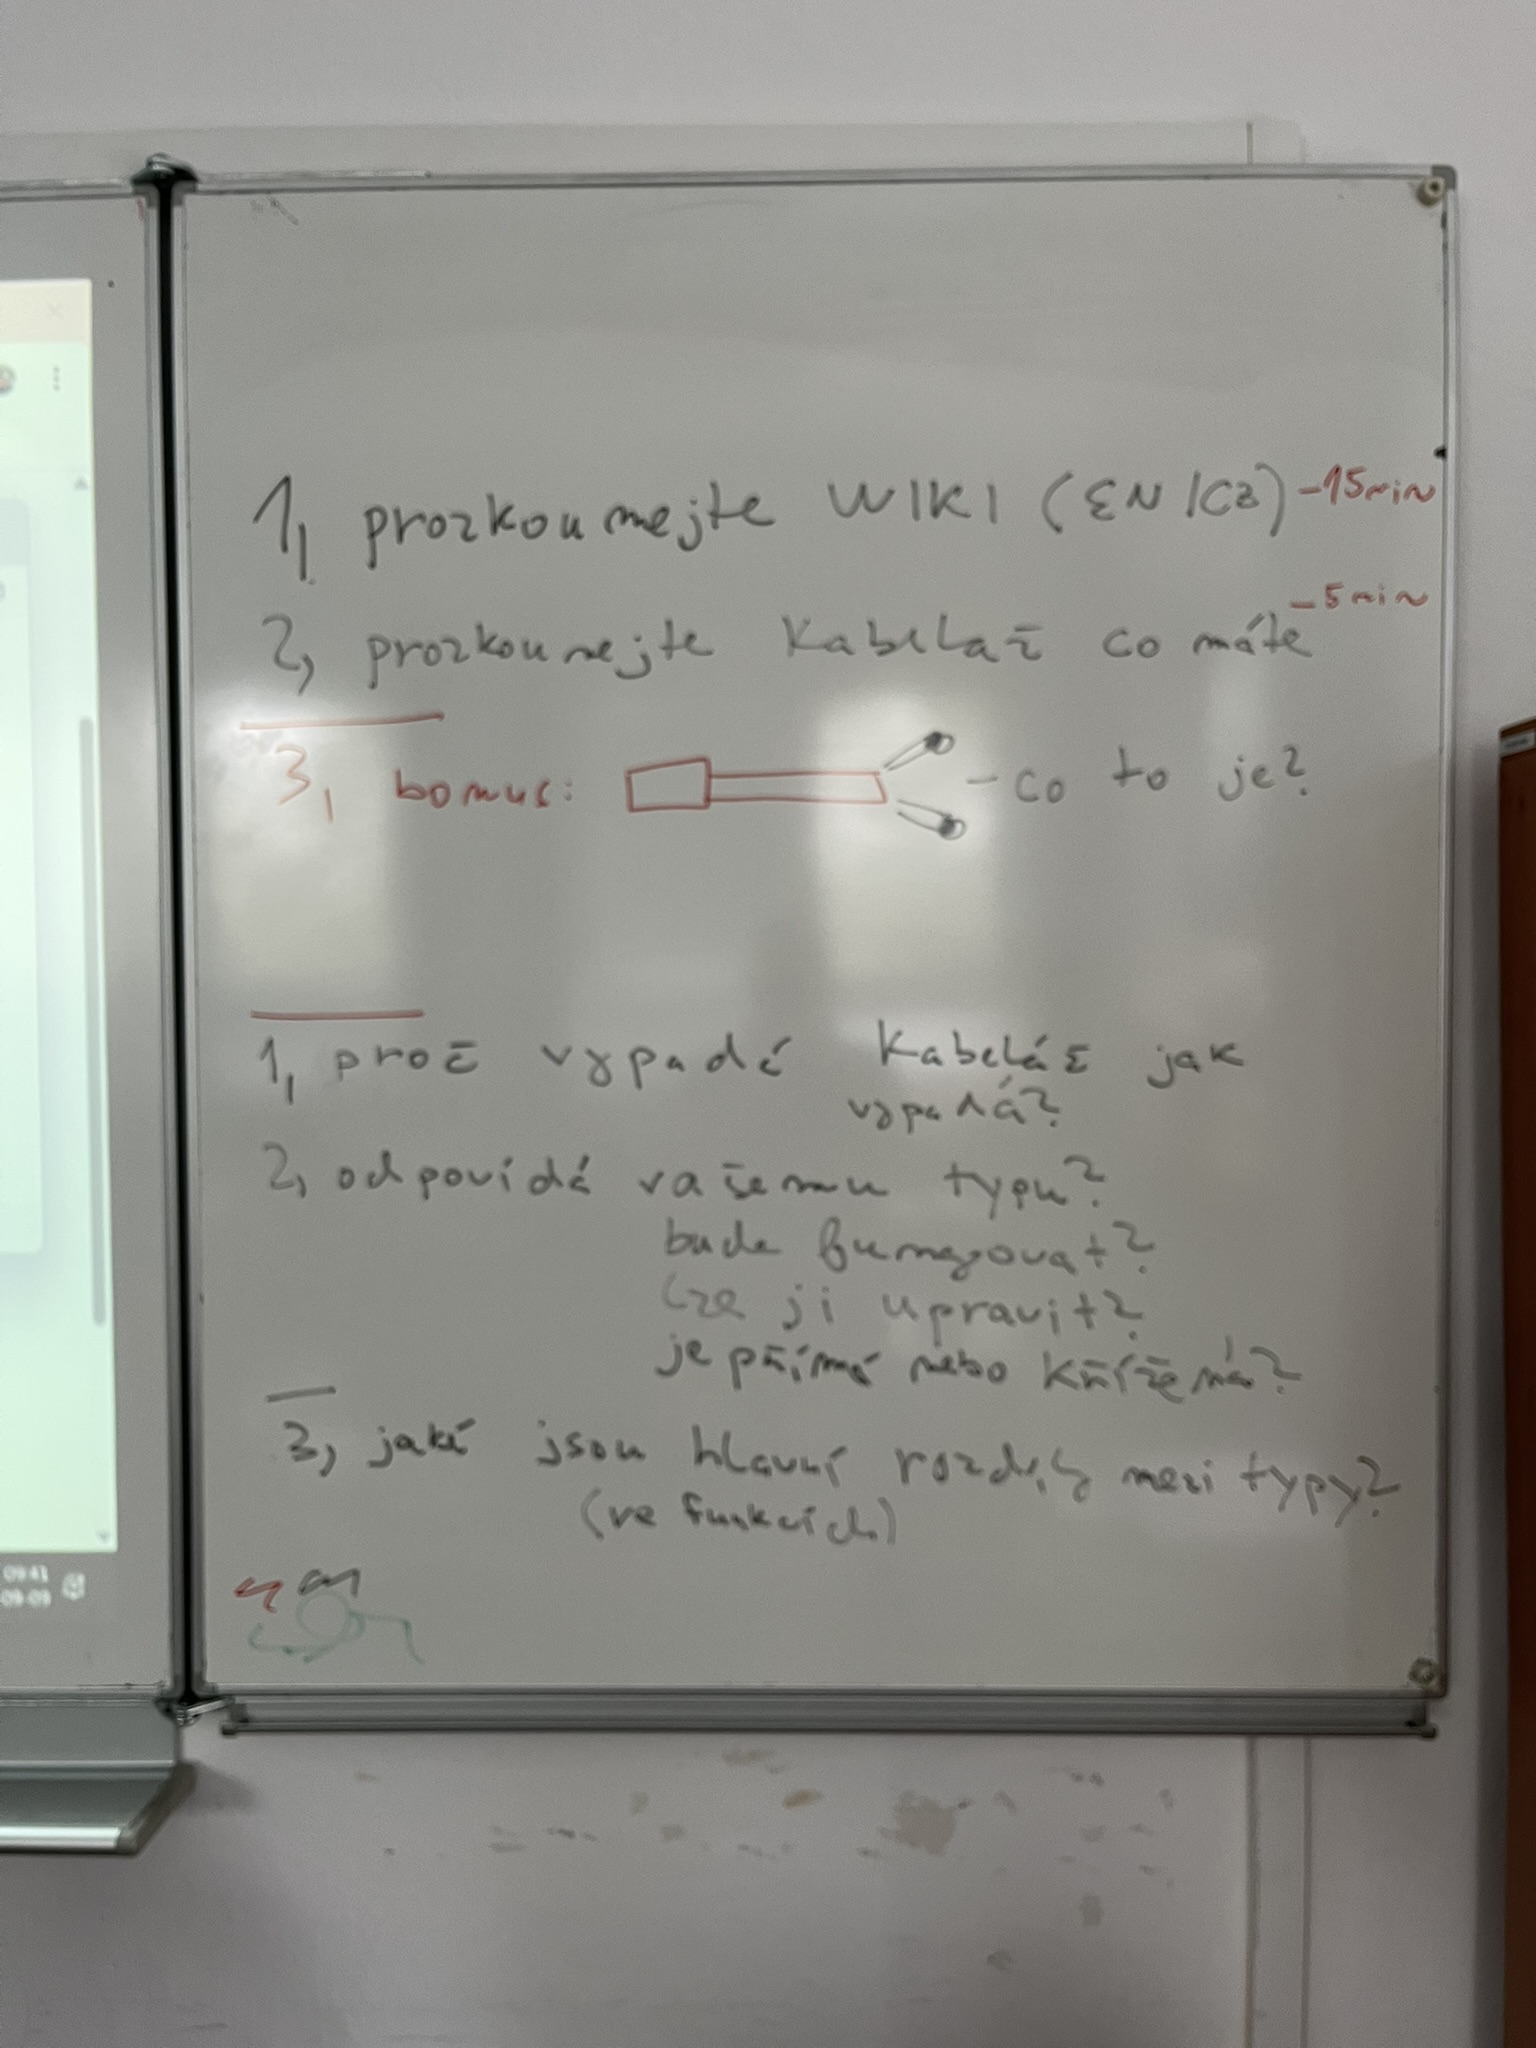 1, prozkoumejte WIKI (EN/CZ) -15min
2, prozkoumejte kabeláž co máte -5min
3, bonus: - co to je?
1, proč vypadá kabeláž jak
vypadá?
2, odpovídá vašemu typu?
bude fungovat?
lze ji upravit?
je přímá nebo křížená?
3, jaké jsou hlavní rozdíly mezi typy?
(ve funkcích)
09:41
09-09